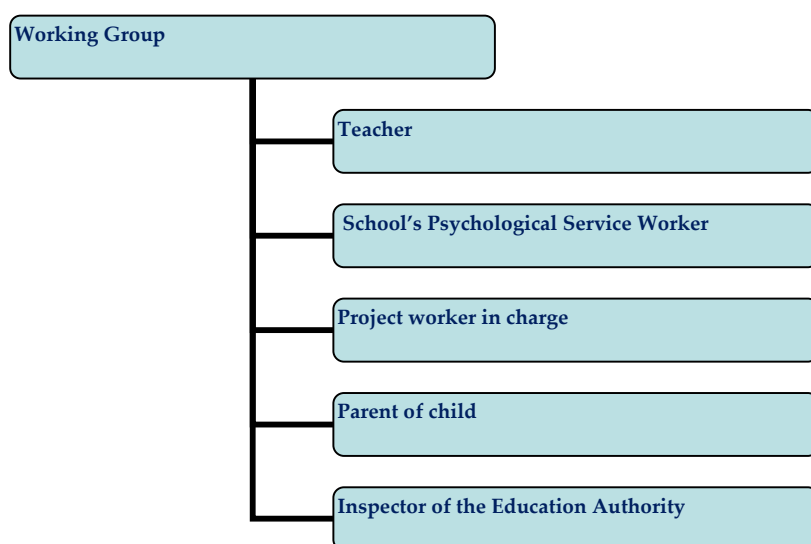 Working Group
Teacher
School’s Psychological Service Worker
Project worker in charge
Parent of child
Inspector of the Education Authority